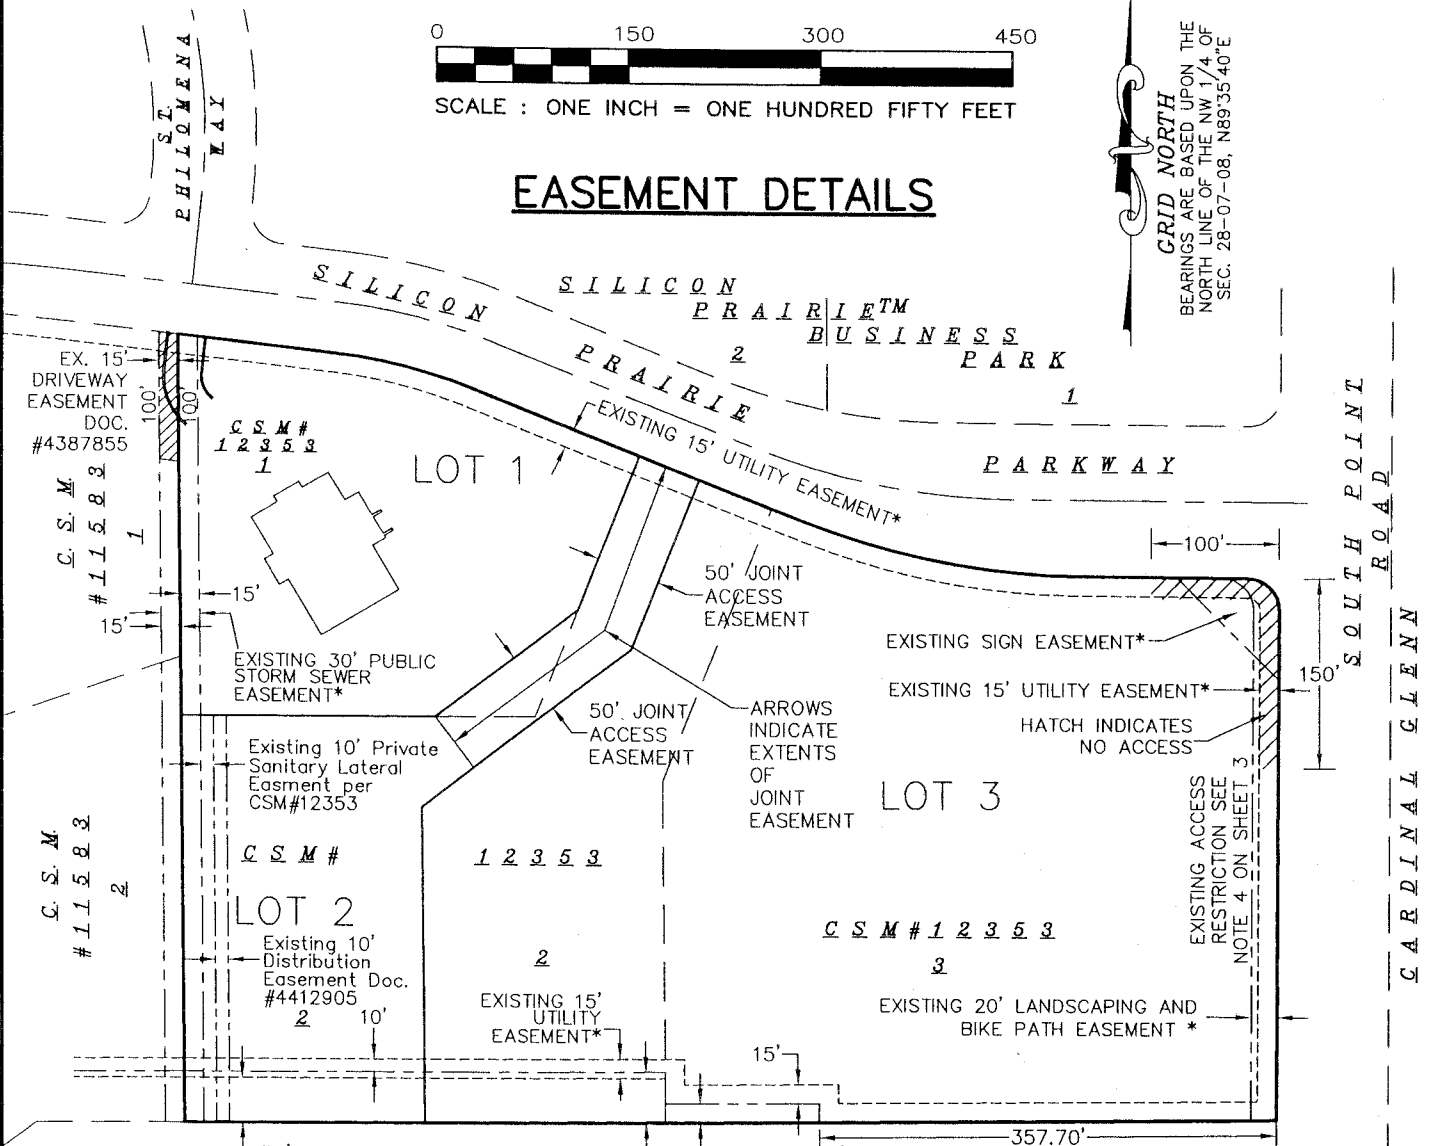 0 150 300 450
SCALE : ONE INCH = ONE HUNDRED FIFTY FEET
EASEMENT DETAILS
GRID NORTH
BEARINGS ARE BASED UPON THE
NORTH LINE OF THE NW 1/4 OF
SEC. 28-07-08, N89°35'40"E
ST.
PHILOMENA
WAY
SILICON
PRAIRIE
PARKWAY
SILICON
PRAIRIE™
BUSINESS
PARK
2
1
SOUTH POINT
ROAD
CARDINAL GLENN
EX. 15'
DRIVEWAY
EASEMENT
DOC.
#4387855
100'
100'
CSM#
12353
1
LOT 1
EXISTING 15' UTILITY EASEMENT*
C.S.M.
#11583
1
15'
15'
EXISTING 30' PUBLIC
STORM SEWER
EASEMENT*
50' JOINT
ACCESS
EASEMENT
50' JOINT
ACCESS
EASEMENT
ARROWS
INDICATE
EXTENTS
OF
JOINT
EASEMENT
100'
EXISTING SIGN EASEMENT*
150'
EXISTING 15' UTILITY EASEMENT*
HATCH INDICATES
NO ACCESS
LOT 3
EXISTING ACCESS
RESTRICTION SEE
NOTE 4 ON SHEET 3
Existing 10' Private
Sanitary Lateral
Easment per
CSM#12353
CSM#
12353
C.S.M.
#11583
2
LOT 2
Existing 10'
Distribution
Easement Doc.
#4412905
2
10'
2
EXISTING 15'
UTILITY
EASEMENT*
CSM#12353
3
EXISTING 20' LANDSCAPING AND
BIKE PATH EASEMENT *
15'
357.70'